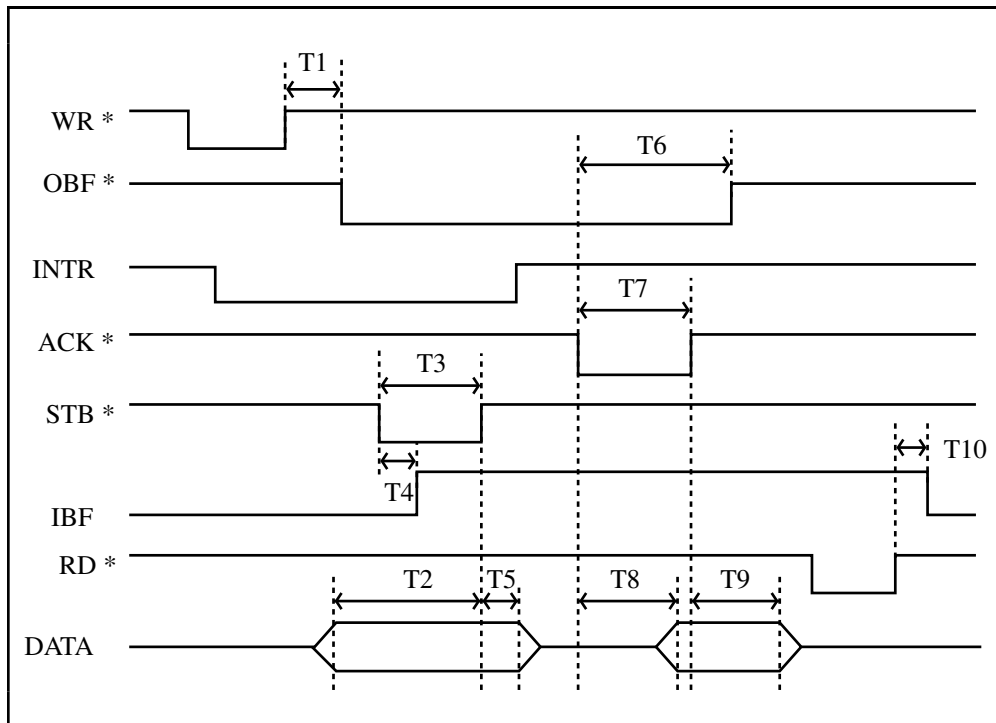 T1
WR *
T6
OBF *
INTR
T7
ACK *
T3
STB *
T10
T4
IBF
RD *
T2
T5
T8
T9
DATA